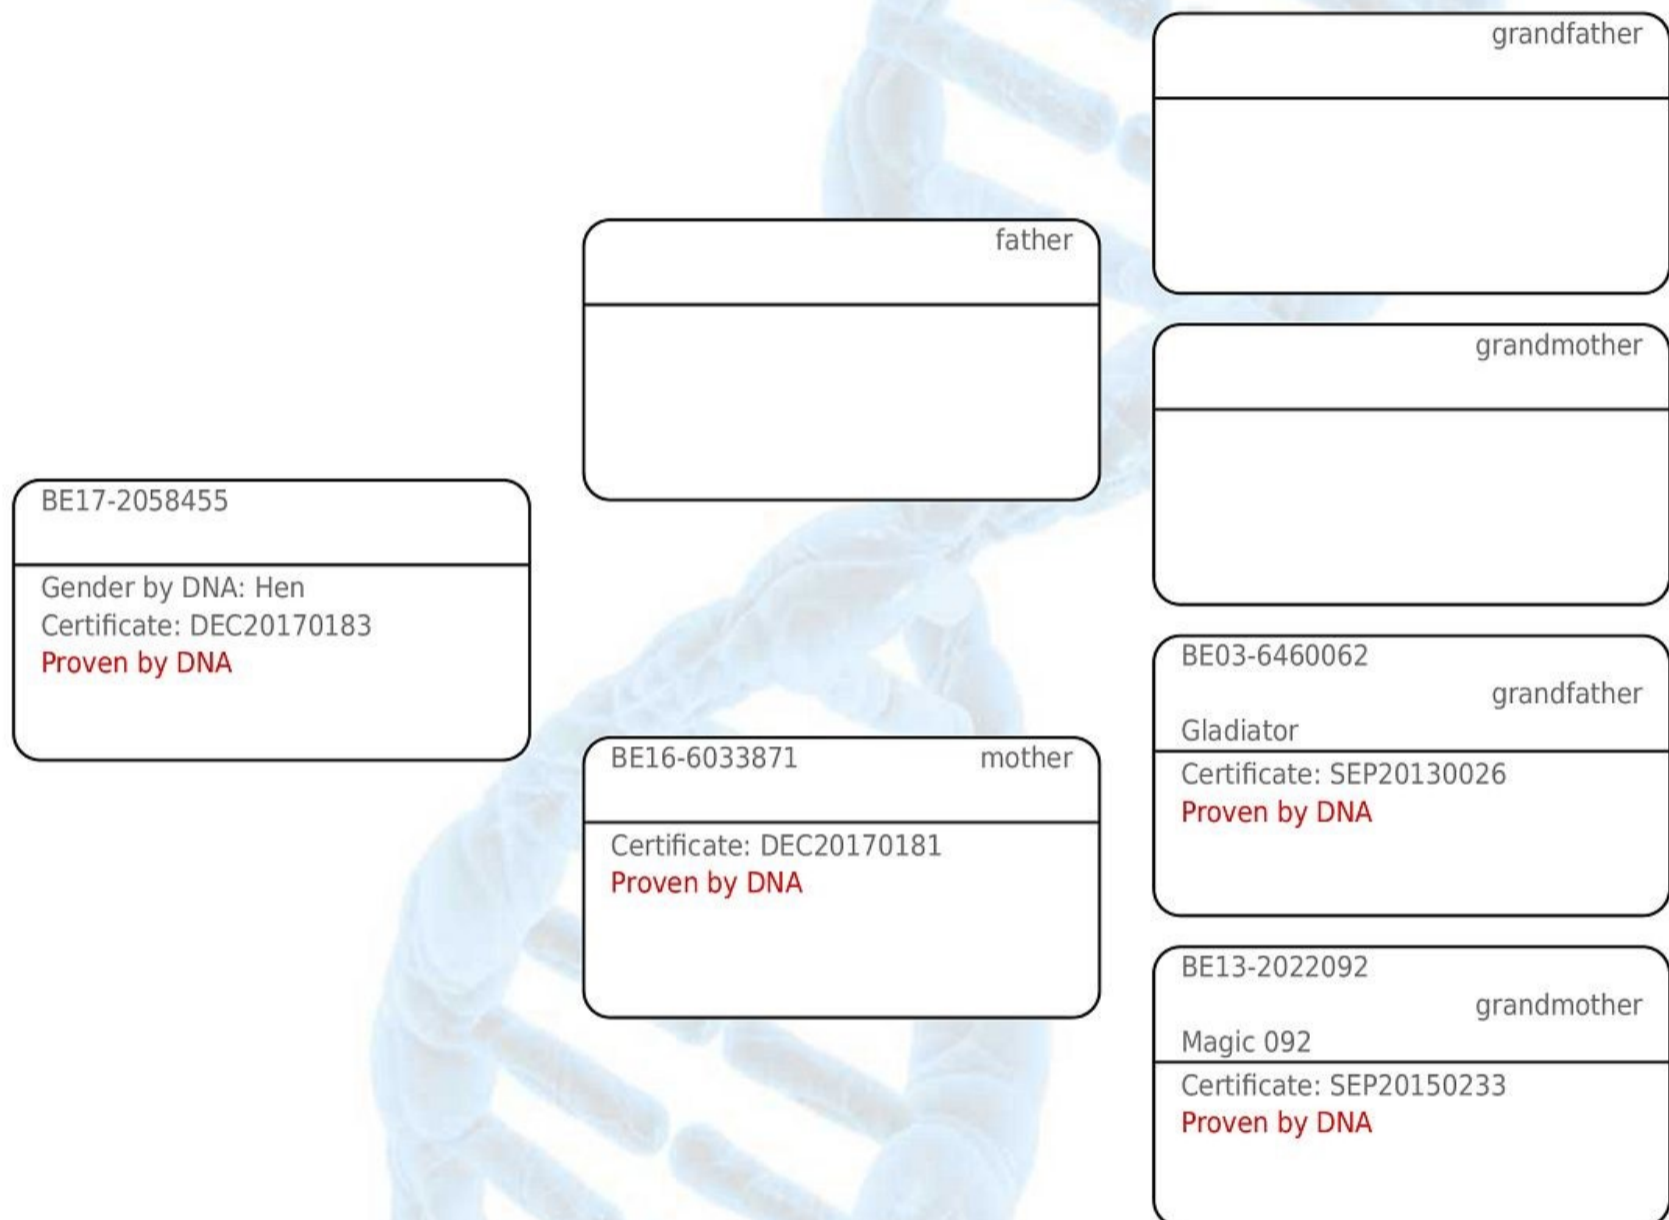 grandfather
father
grandmother
BE17-2058455
Gender by DNA: Hen
Certificate: DEC20170183
Proven by DNA
BE03-6460062
grandfather
Gladiator
Certificate: SEP20130026
Proven by DNA
BE16-6033871 mother
Certificate: DEC20170181
Proven by DNA
BE13-2022092
grandmother
Magic 092
Certificate: SEP20150233
Proven by DNA